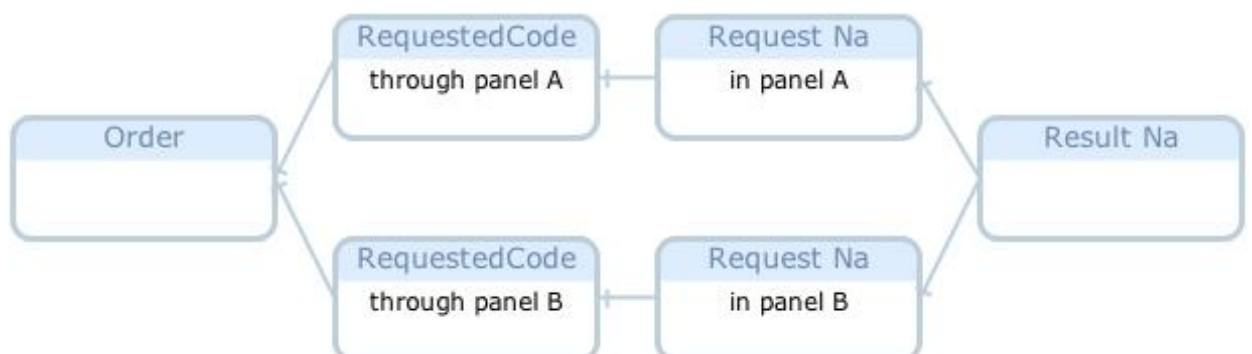 RequestedCode
through panel A
Request Na
in panel A
Order
Result Na
RequestedCode
through panel B
Request Na
in panel B